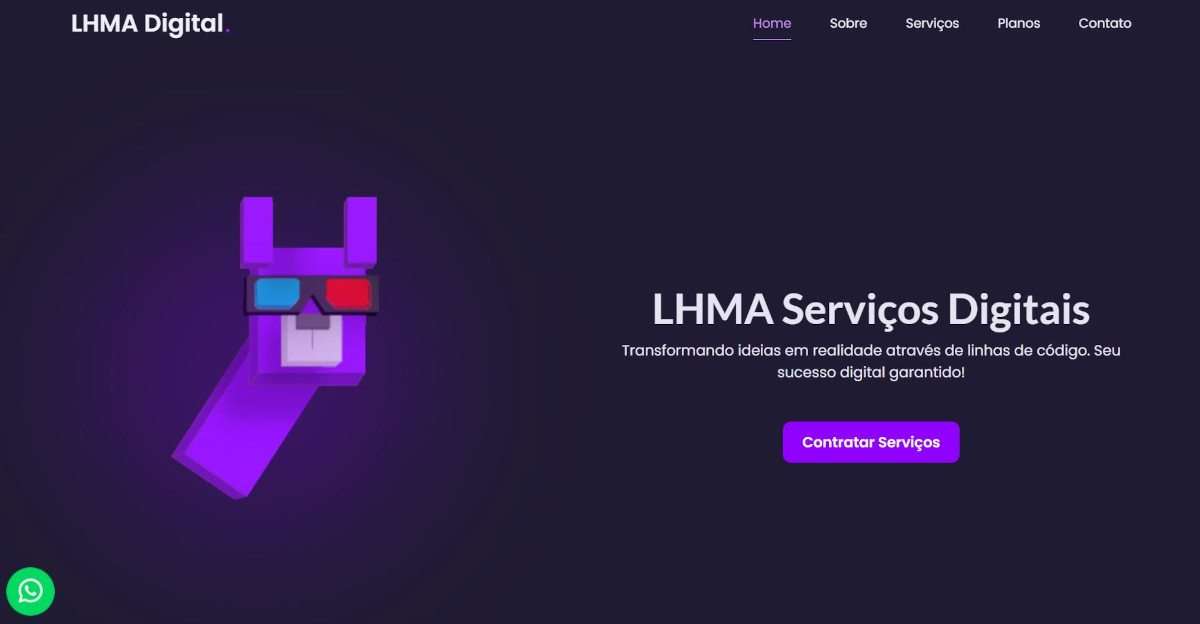 LHMA Digital.
Home Sobre Serviços Planos Contato
LHMA Serviços Digitais
Transformando ideias em realidade através de linhas de código. Seu
sucesso digital garantido!
Contratar Serviços